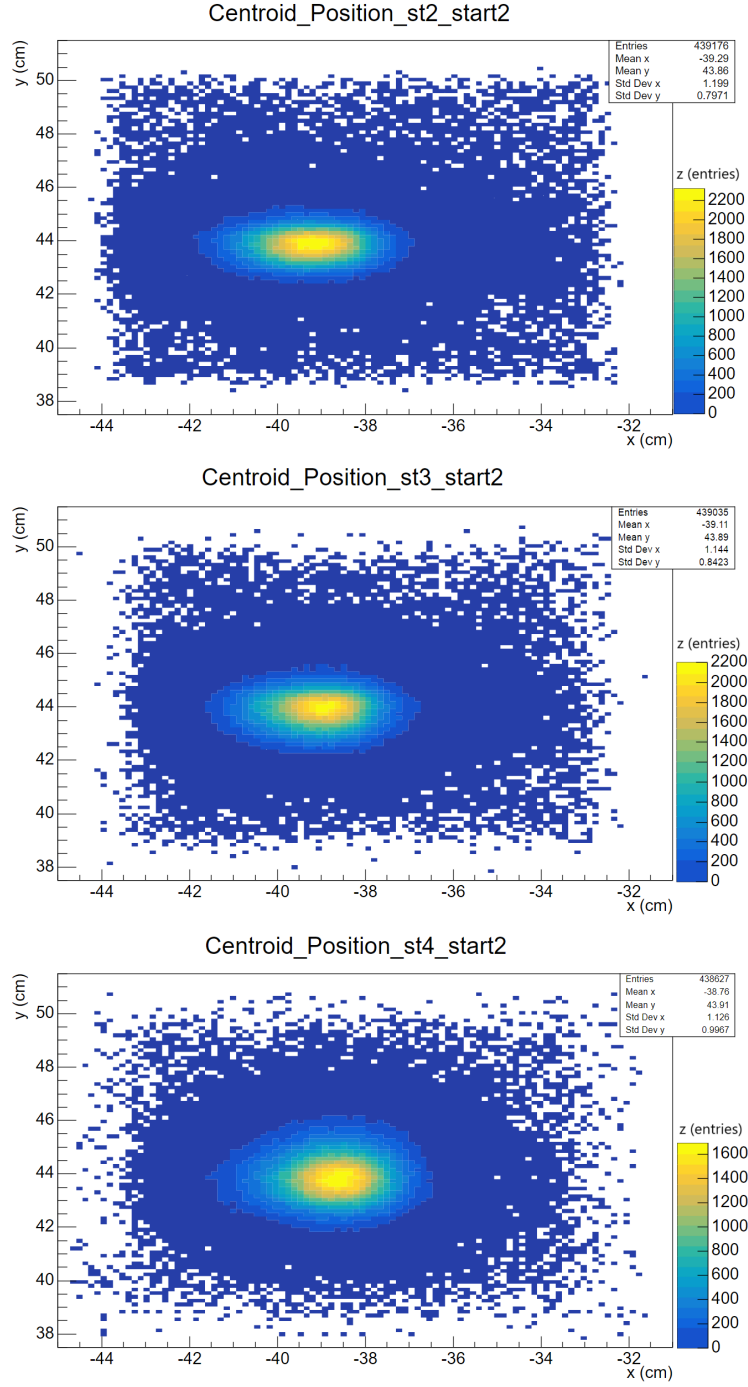 Centroid_Position_st2_start2
Entries 439176
Mean x -39.29
Mean y 43.86
Std Dev x 1.199
Std Dev y 0.7971
y (cm)
50
48
46
44
42
40
38
z (entries)
2200
2000
1800
1600
1400
1200
1000
800
600
400
200
0
-44 -42 -40 -38 -36 -34 -32
x (cm)
Centroid_Position_st3_start2
Entries 439035
Mean x -39.11
Mean y 43.89
Std Dev x 1.144
Std Dev y 0.8423
y (cm)
50
48
46
44
42
40
38
z (entries)
2200
2000
1800
1600
1400
1200
1000
800
600
400
200
0
-44 -42 -40 -38 -36 -34 -32
x (cm)
Centroid_Position_st4_start2
Entries 438627
Mean x -38.76
Mean y 43.91
Std Dev x 1.126
Std Dev y 0.9967
y (cm)
50
48
46
44
42
40
38
z (entries)
1600
1400
1200
1000
800
600
400
200
0
-44 -42 -40 -38 -36 -34 -32
x (cm)